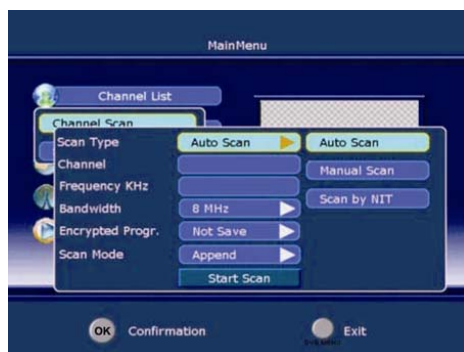 MainMenu
Channel List
Channel Scan
Scan Type Auto Scan Auto Scan
Channel Manual Scan
Frequency KHz
Bandwidth 8 MHz Scan by NIT
Encrypted Progr. Not Save
Scan Mode Append
Start Scan
OK Confirmation Exit